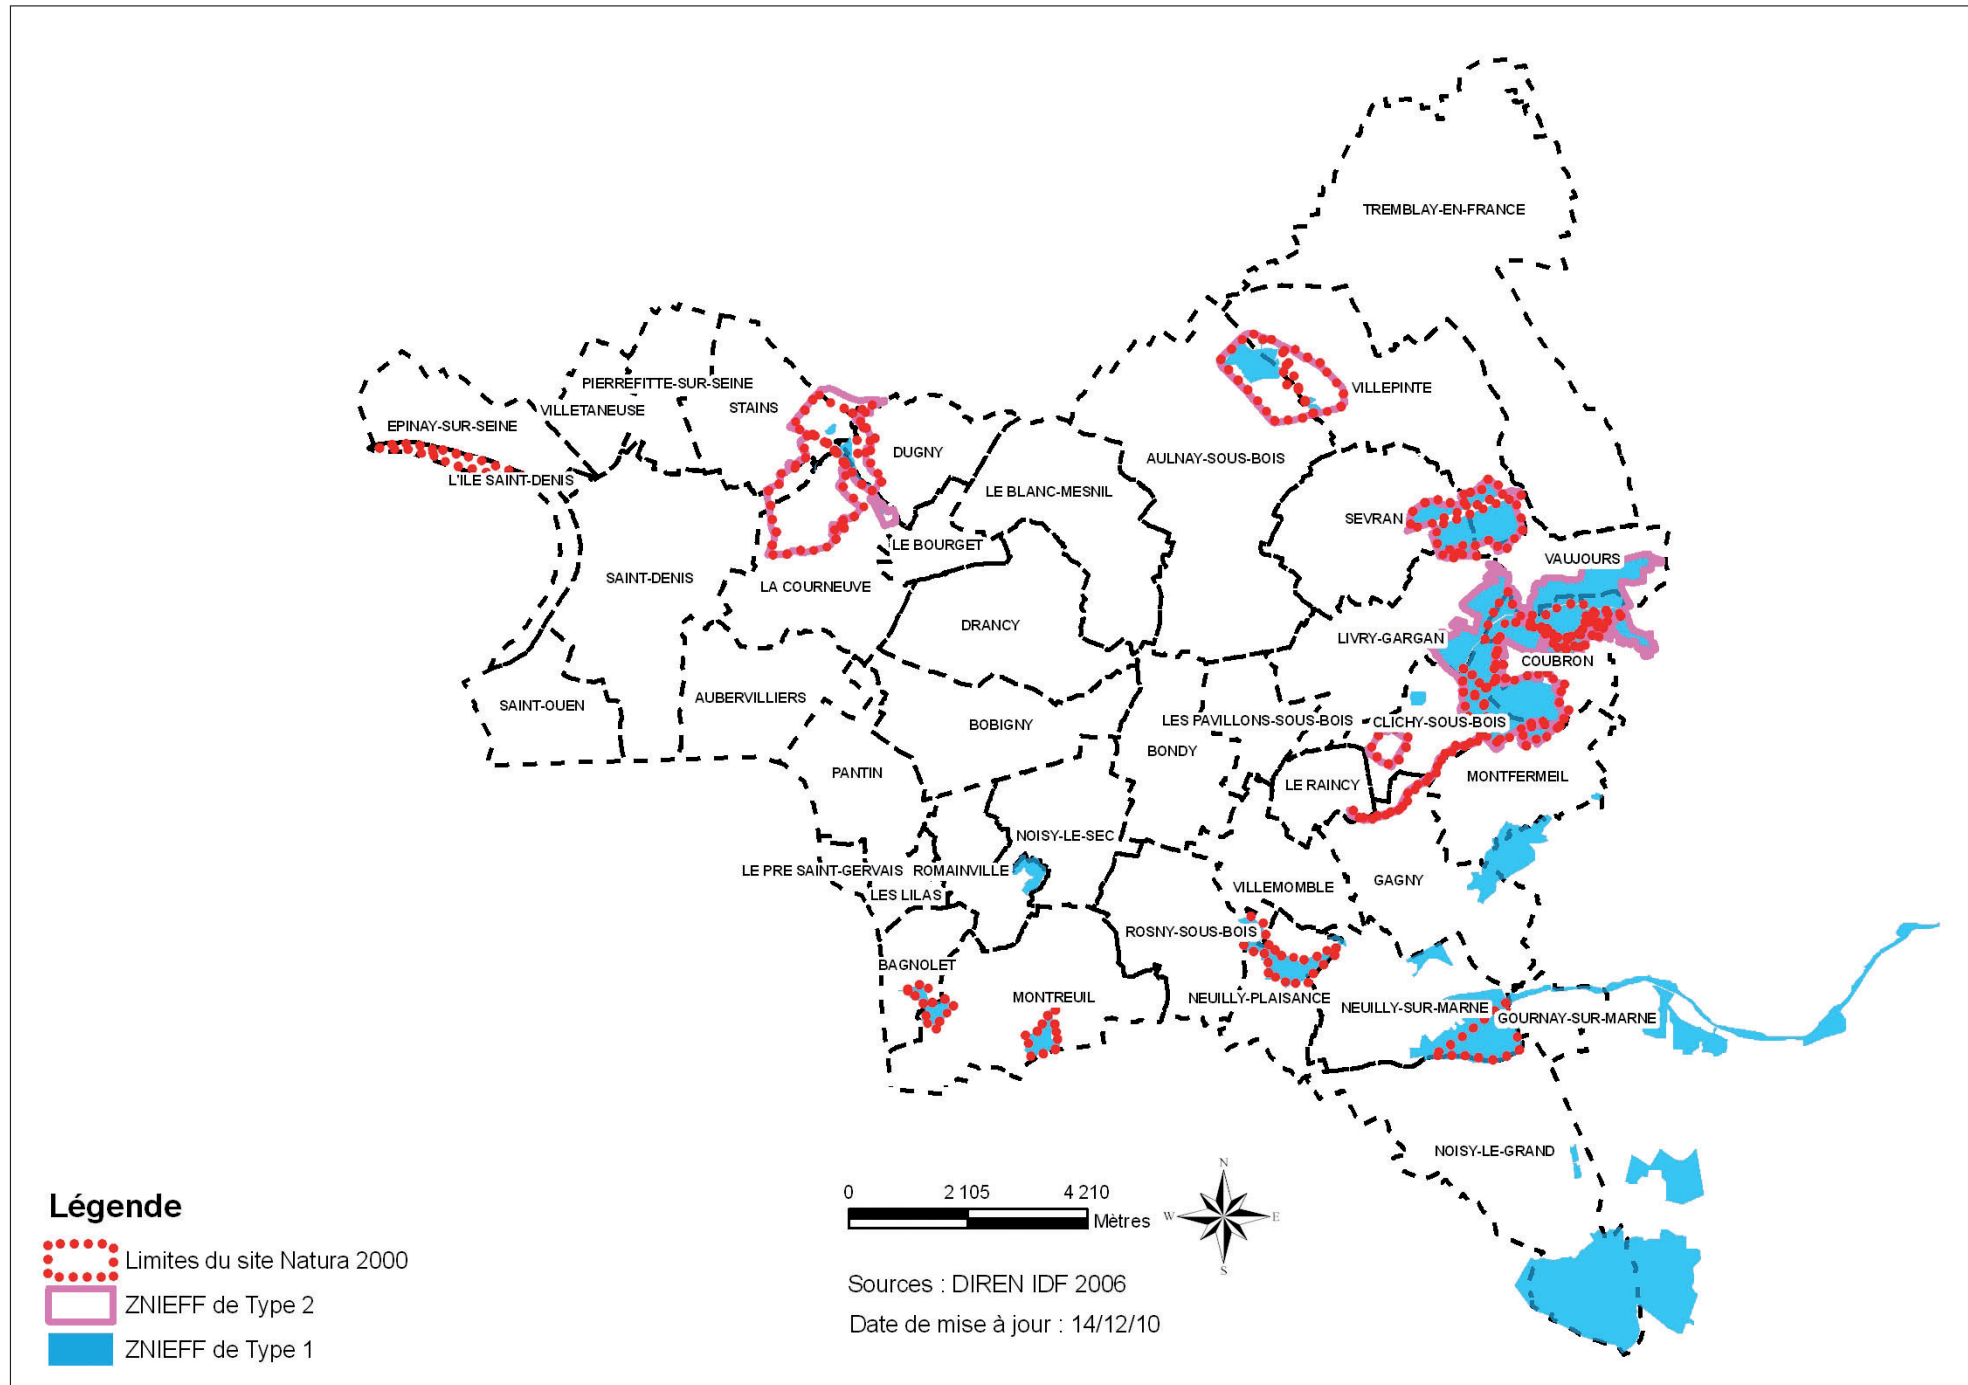 TREMBLAY-EN-FRANCE
VILLEPINTE
PIERREFITTE-SUR-SEINE
VILLETANEUSE
STAINS
EPINAY-SUR-SEINE
L'ILE SAINT-DENIS
DUGNY
AULNAY-SOUS-BOIS
LE BLANC-MESNIL
SEVRAN
LE BOURGET
VAUJOURS
SAINT-DENIS
LA COURNEUVE
DRANCY
LIVRY-GARGAN
COUBRON
AUBERVILLIERS
SAINT-OUEN
BOBIGNY
LES PAVILLONS-SOUS-BOIS
CLICHY-SOUS-BOIS
BONDY
PANTIN
LE RAINCY
MONTFERMEIL
NOISY-LE-SEC
LE PRE SAINT-GERVAIS
ROMAINVILLE
LES LILAS
VILLEMOMBLE
GAGNY
ROSNY-SOUS-BOIS
BAGNOLET
MONTREUIL
NEUILLY-PLAISANCE
NEUILLY-SUR-MARNE
GOURNAY-SUR-MARNE
NOISY-LE-GRAND
Légende
Limites du site Natura 2000
ZNIEFF de Type 2
ZNIEFF de Type 1
0 2 105 4 210
Mètres
N
W E
S
Sources : DIREN IDF 2006
Date de mise à jour : 14/12/10